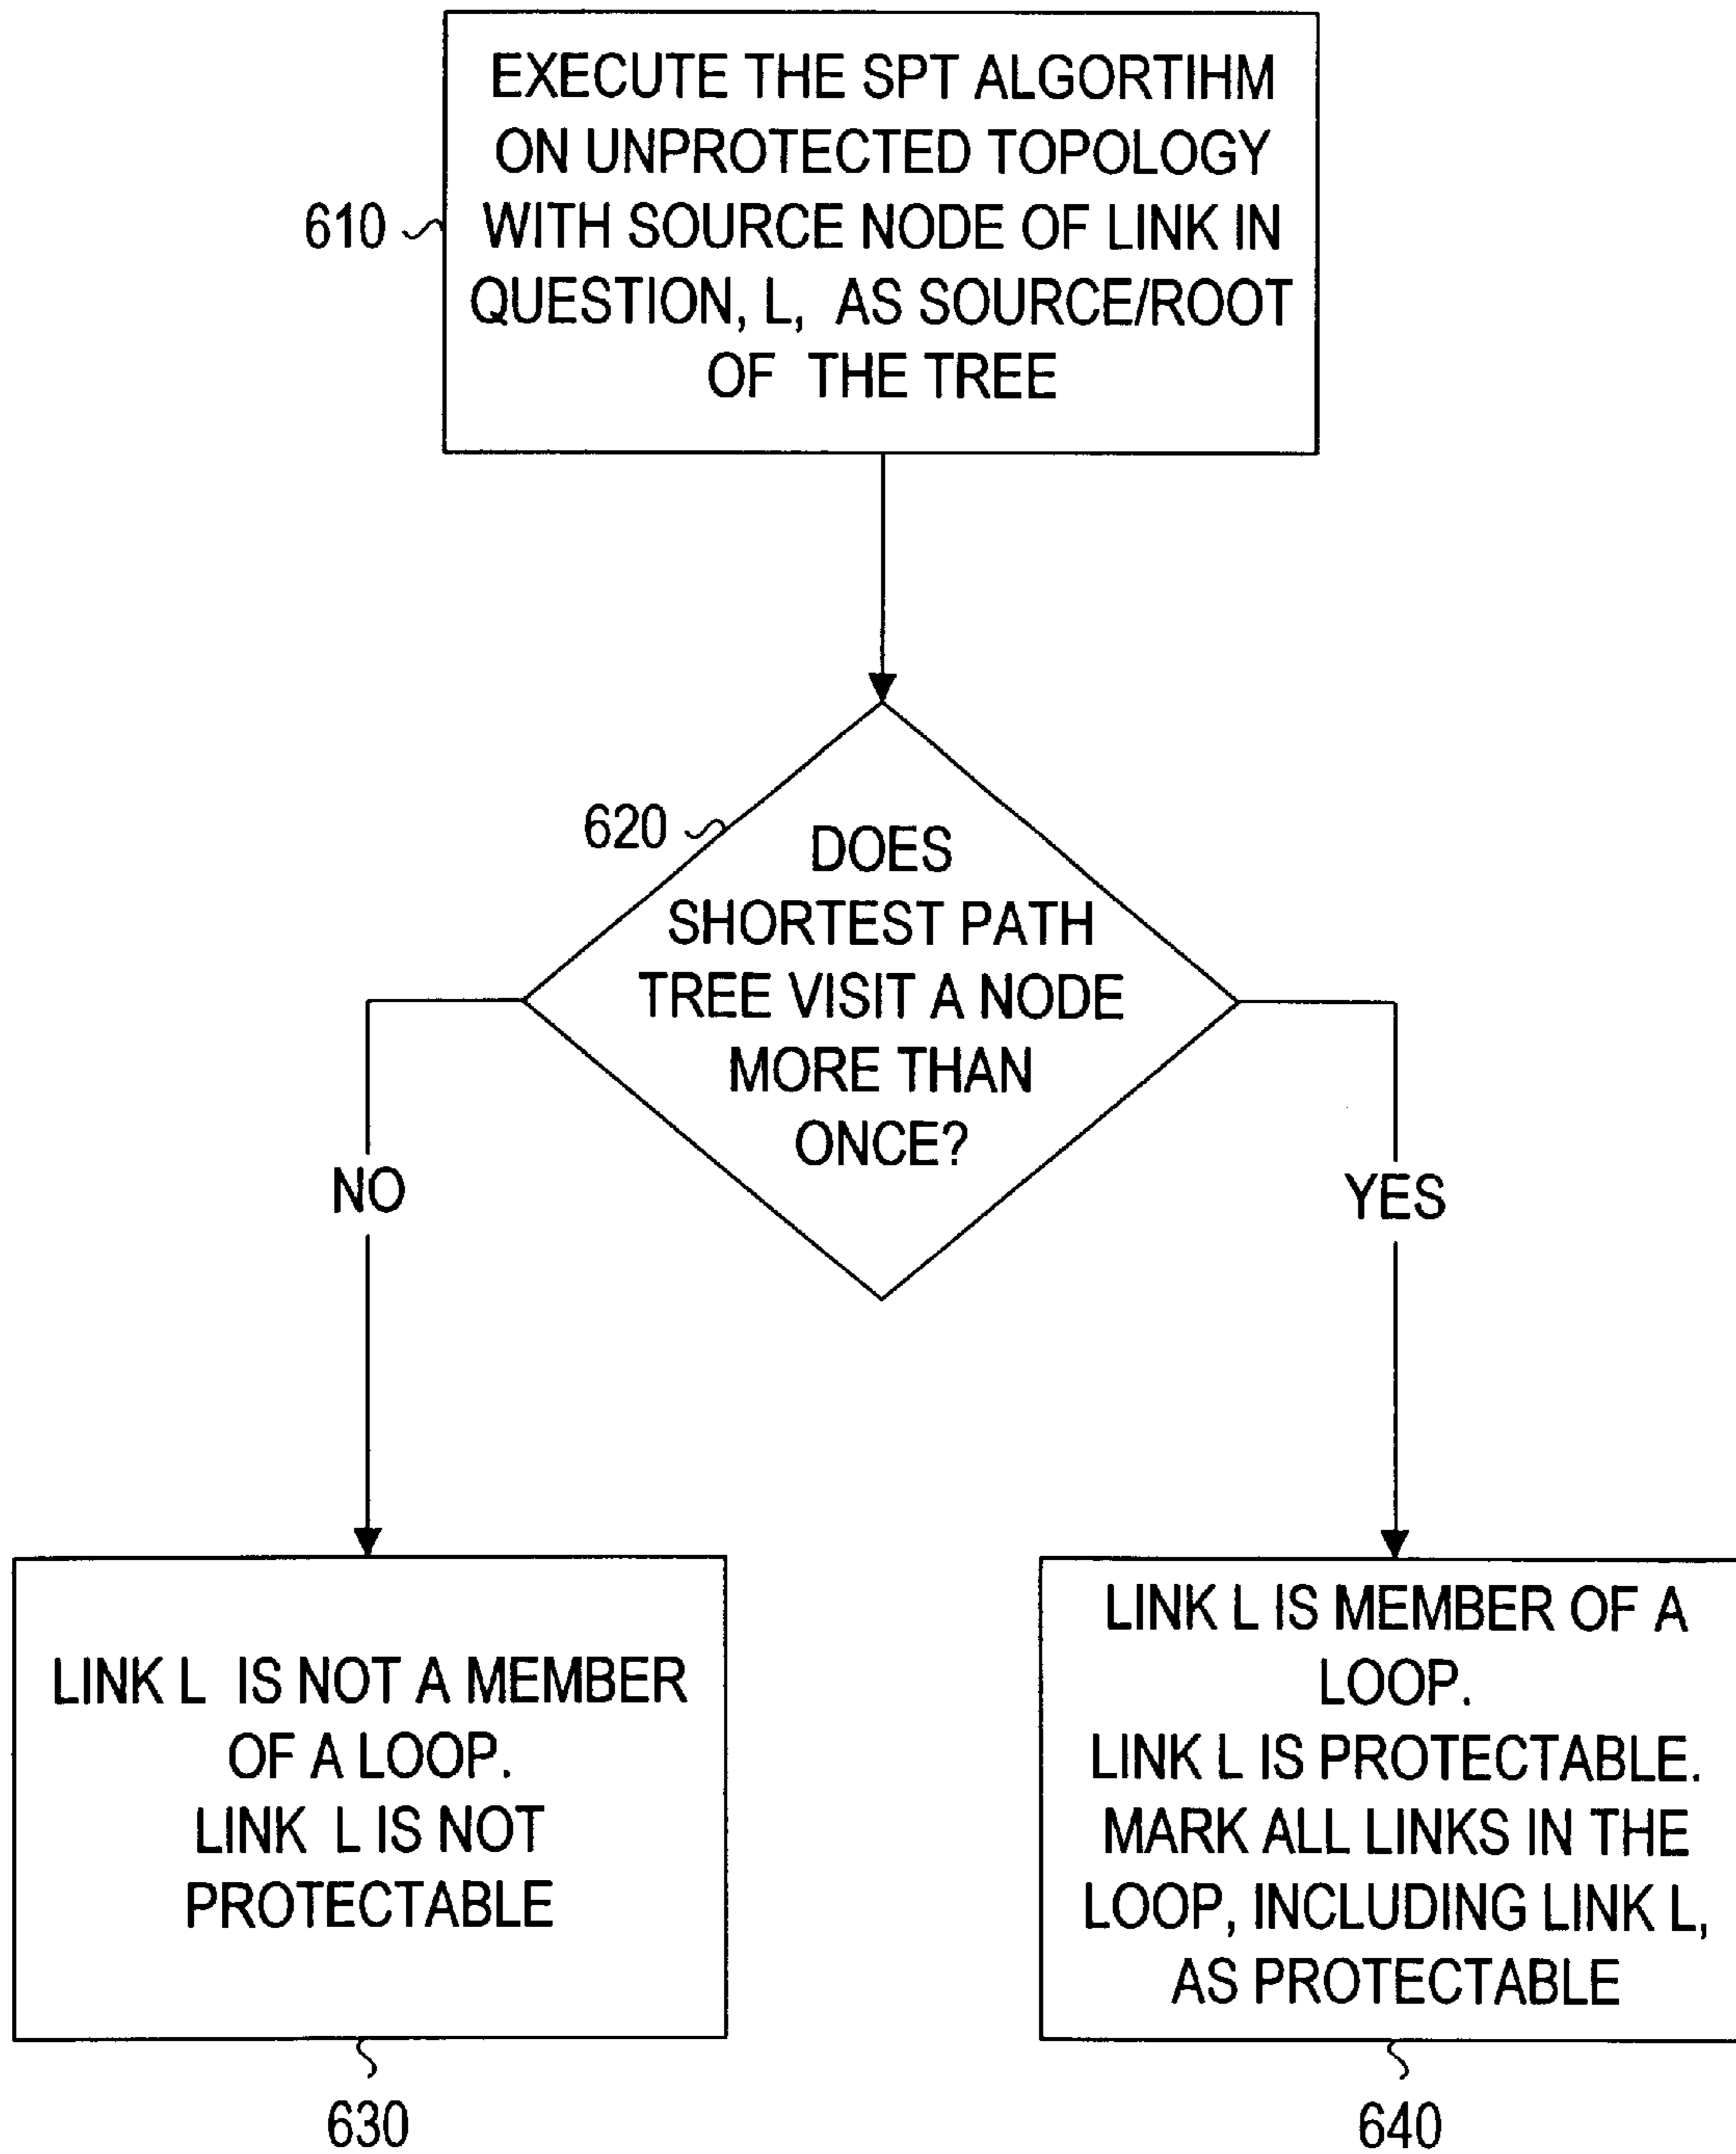 EXECUTE THE SPT ALGORTIHM
ON UNPROTECTED TOPOLOGY
WITH SOURCE NODE OF LINK IN
QUESTION, L, AS SOURCE/ROOT
OF THE TREE
610
620
DOES
SHORTEST PATH
TREE VISIT A NODE
MORE THAN
ONCE?
NO
YES
LINK L IS NOT A MEMBER
OF A LOOP.
LINK L IS NOT
PROTECTABLE
630
LINK L IS MEMBER OF A
LOOP.
LINK L IS PROTECTABLE.
MARK ALL LINKS IN THE
LOOP, INCLUDING LINK L,
AS PROTECTABLE
640